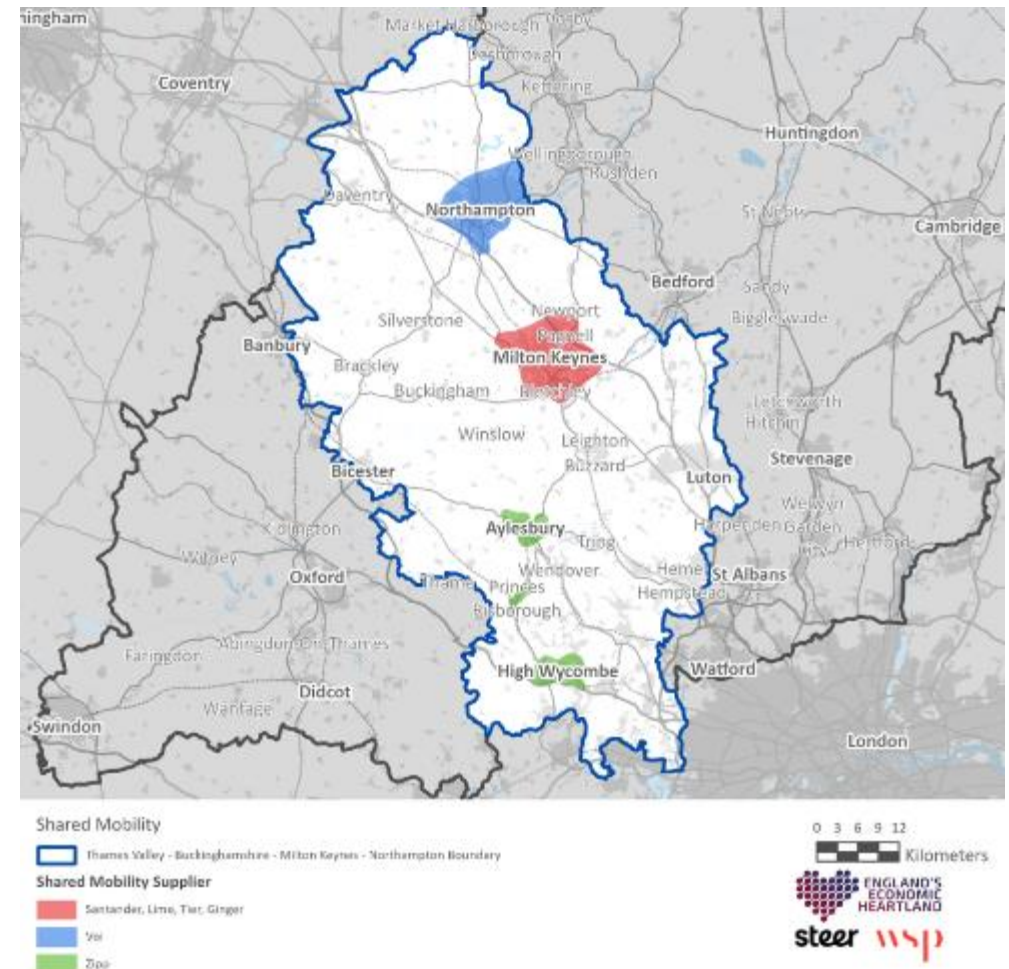 ningham
Market Harborough
Desborough
Coventry
Kettering
Huntingdon
Wellingborough
Rushden
Daventry
St Neots
Northampton
Cambridge
Bedford
Sandy
Newport
Pagnell
Silverstone
Biggleswade
Banbury
Milton Keynes
Brackley
Buckingham
Bletchley
Letchworth
Hitchin
Winslow
Leighton
Buzzard
Stevenage
Bicester
Luton
Welwyn
Garden
City
Aylesbury
Harpenden
Kidlington
Tring
Hertford
Witney
Wendover
Hemel
Hempstead
St Albans
Oxford
Thame
Princes
Risborough
Abingdon-On-Thames
Faringdon
High Wycombe
Watford
Didcot
Wantage
Swindon
London
Shared Mobility
Thames Valley - Buckinghamshire - Milton Keynes - Northampton Boundary
Shared Mobility Supplier
Santander, Lime, Tier, Ginger
Voi
Zipp
0 3 6 9 12
Kilometers
ENGLAND'S
ECONOMIC
HEARTLAND
steer wsp